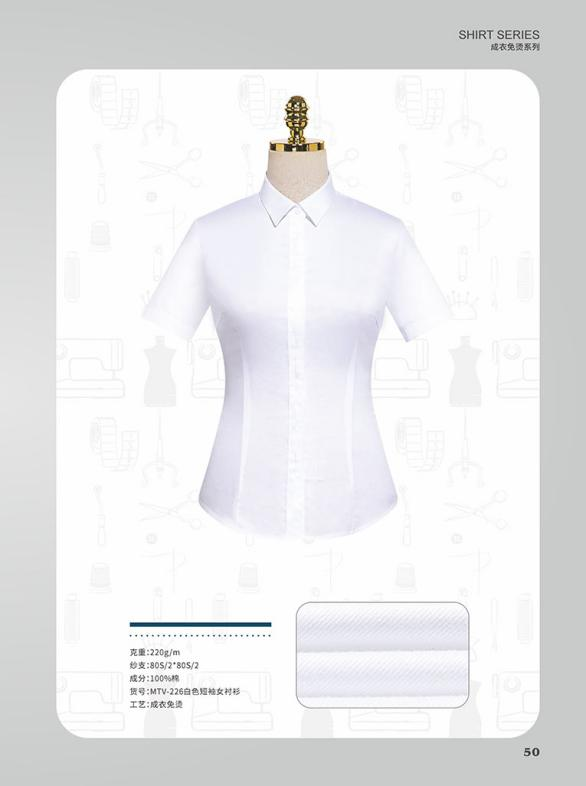 SHIRT SERIES
成衣免烫系列
克重:220g/m
纱支:80S/2*80S/2
成分:100%棉
货号:MTV-226白色短袖女衬衫
工艺:成衣免烫
50